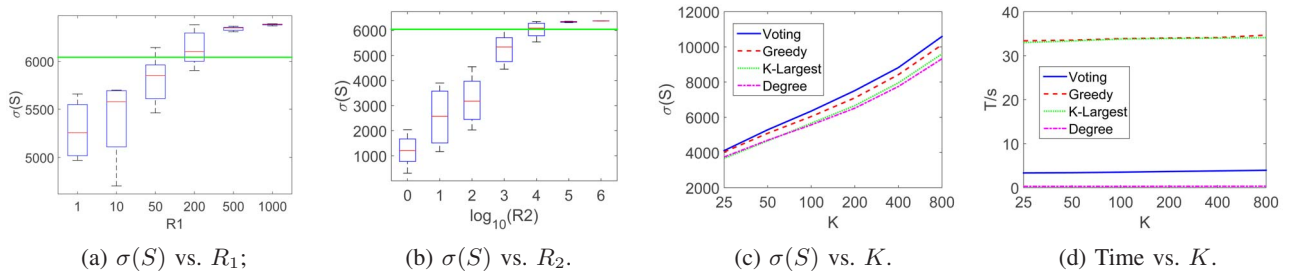 σ(S)
6000
5500
5000
1 10 50 200 500 1000
R1
(a) σ(S) vs. R₁;
σ(S)
6000
5000
4000
3000
2000
1000
0 1 2 3 4 5 6
log₁₀(R2)
(b) σ(S) vs. R₂.
σ(S)
12000
10000
8000
6000
4000
2000
Voting
Greedy
K-Largest
Degree
25 50 100 200 400 800
K
(c) σ(S) vs. K.
T/s
40
30
20
10
0
Voting
Greedy
K-Largest
Degree
25 50 100 200 400 800
K
(d) Time vs. K.